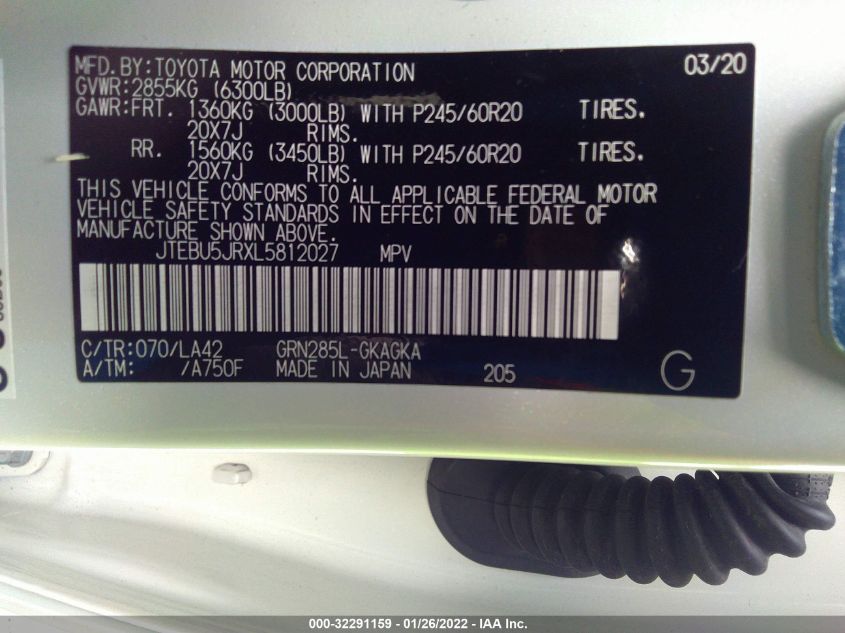 MFD.BY:TOYOTA MOTOR CORPORATION 03/20
GVWR:2855KG (6300LB)
GAWR:FRT. 1360KG (3000LB) WITH P245/60R20 TIRES.
20X7J RIMS.
RR. 1560KG (3450LB) WITH P245/60R20 TIRES.
20X7J RIMS.
THIS VEHICLE CONFORMS TO ALL APPLICABLE FEDERAL MOTOR
VEHICLE SAFETY STANDARDS IN EFFECT ON THE DATE OF
MANUFACTURE SHOWN ABOVE.
JTEBU5JRXL5812027 MPV
C/TR:070/LA42 GRN285L-GKAGKA
A/TM: /A750F MADE IN JAPAN 205 G
000-32291159 - 01/26/2022 - IAA Inc.